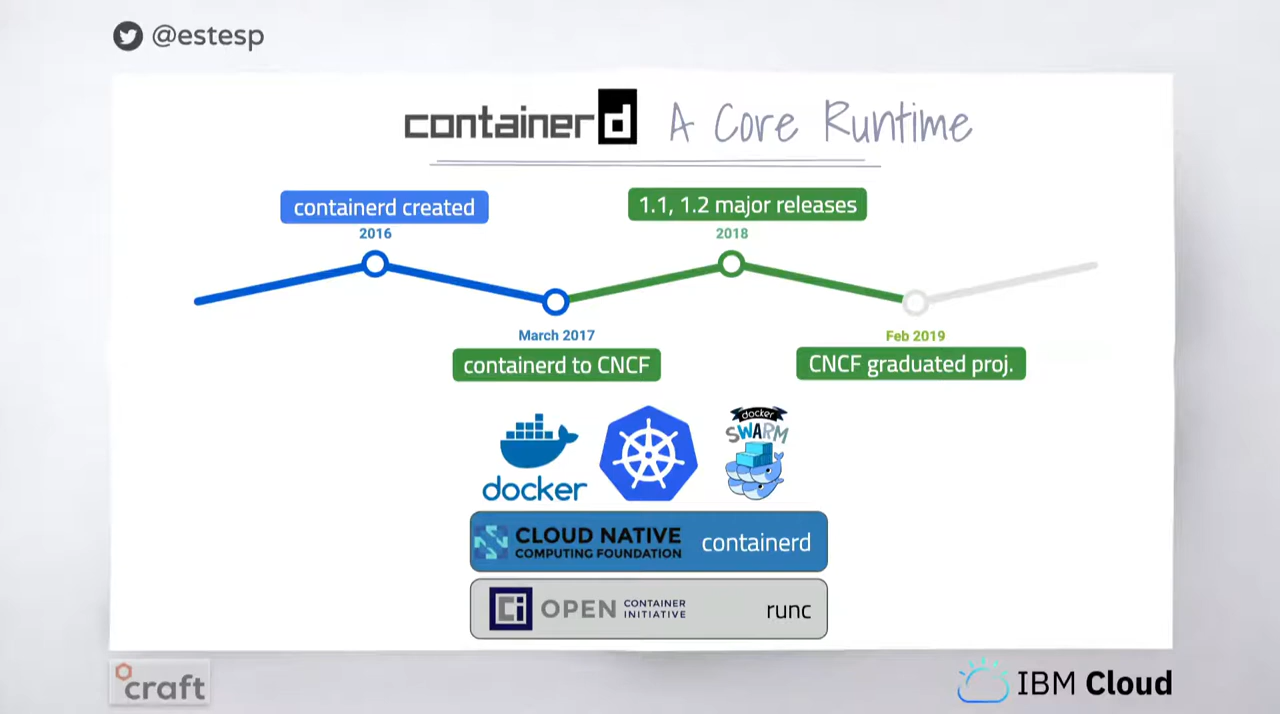 @estesp
containerd A Core Runtime
containerd created
2016
1.1, 1.2 major releases
2018
March 2017
containerd to CNCF
Feb 2019
CNCF graduated proj.
docker
docker
SWARM
CLOUD NATIVE
COMPUTING FOUNDATION
containerd
Ci OPEN CONTAINER
INITIATIVE
runc
craft
IBM Cloud